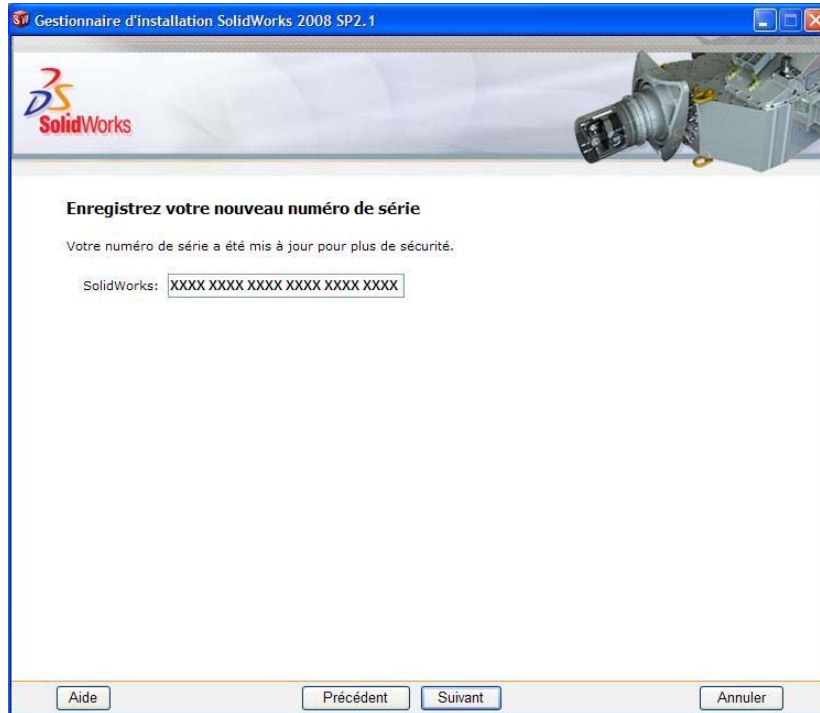 Gestionnaire d'installation SolidWorks 2008 SP2.1
SolidWorks
Enregistrez votre nouveau numéro de série
Votre numéro de série a été mis à jour pour plus de sécurité.
SolidWorks: XXXX XXXX XXXX XXXX XXXX XXXX
Aide Précédent Suivant Annuler